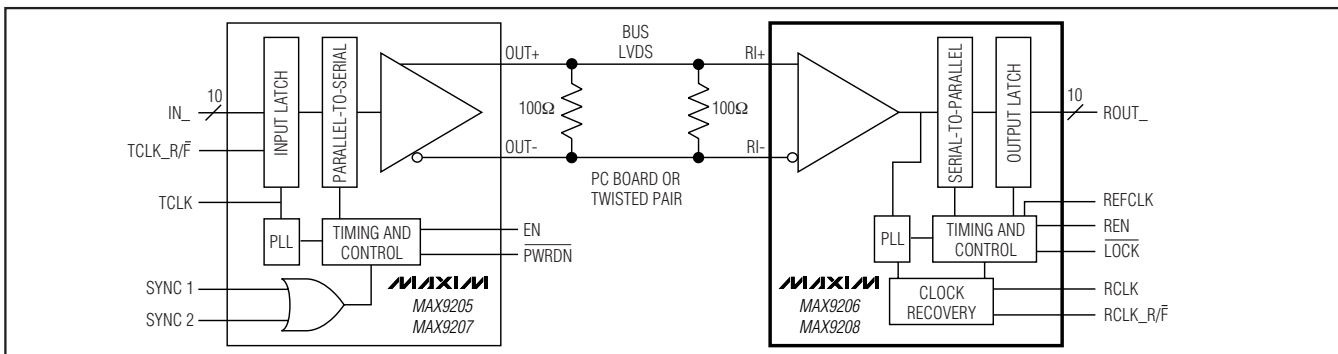 BUS
LVDS
OUT+
RI+
10
IN_
TCLK_R/F̅
INPUT LATCH
PARALLEL-TO-SERIAL
100Ω
100Ω
SERIAL-TO-PARALLEL
OUTPUT LATCH
10
ROUT_
OUT-
RI-
PC BOARD OR
TWISTED PAIR
TCLK
PLL
TIMING AND
CONTROL
EN
P̅W̅R̅D̅N̅
SYNC 1
SYNC 2
MAXIM
MAX9205
MAX9207
PLL
TIMING AND
CONTROL
REFCLK
REN
L̅O̅C̅K̅
MAXIM
MAX9206
MAX9208
CLOCK
RECOVERY
RCLK
RCLK_R/F̅